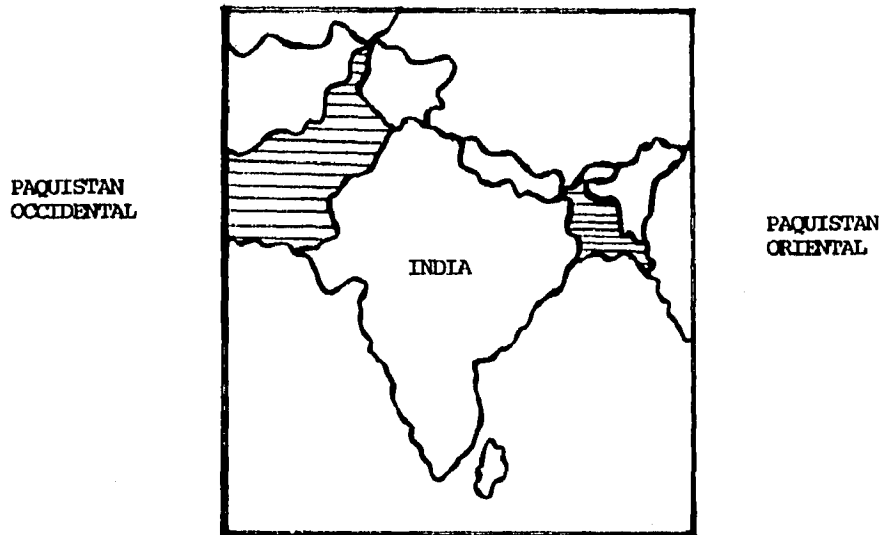 PAQUISTAN
OCCIDENTAL
INDIA
PAQUISTAN
ORIENTAL